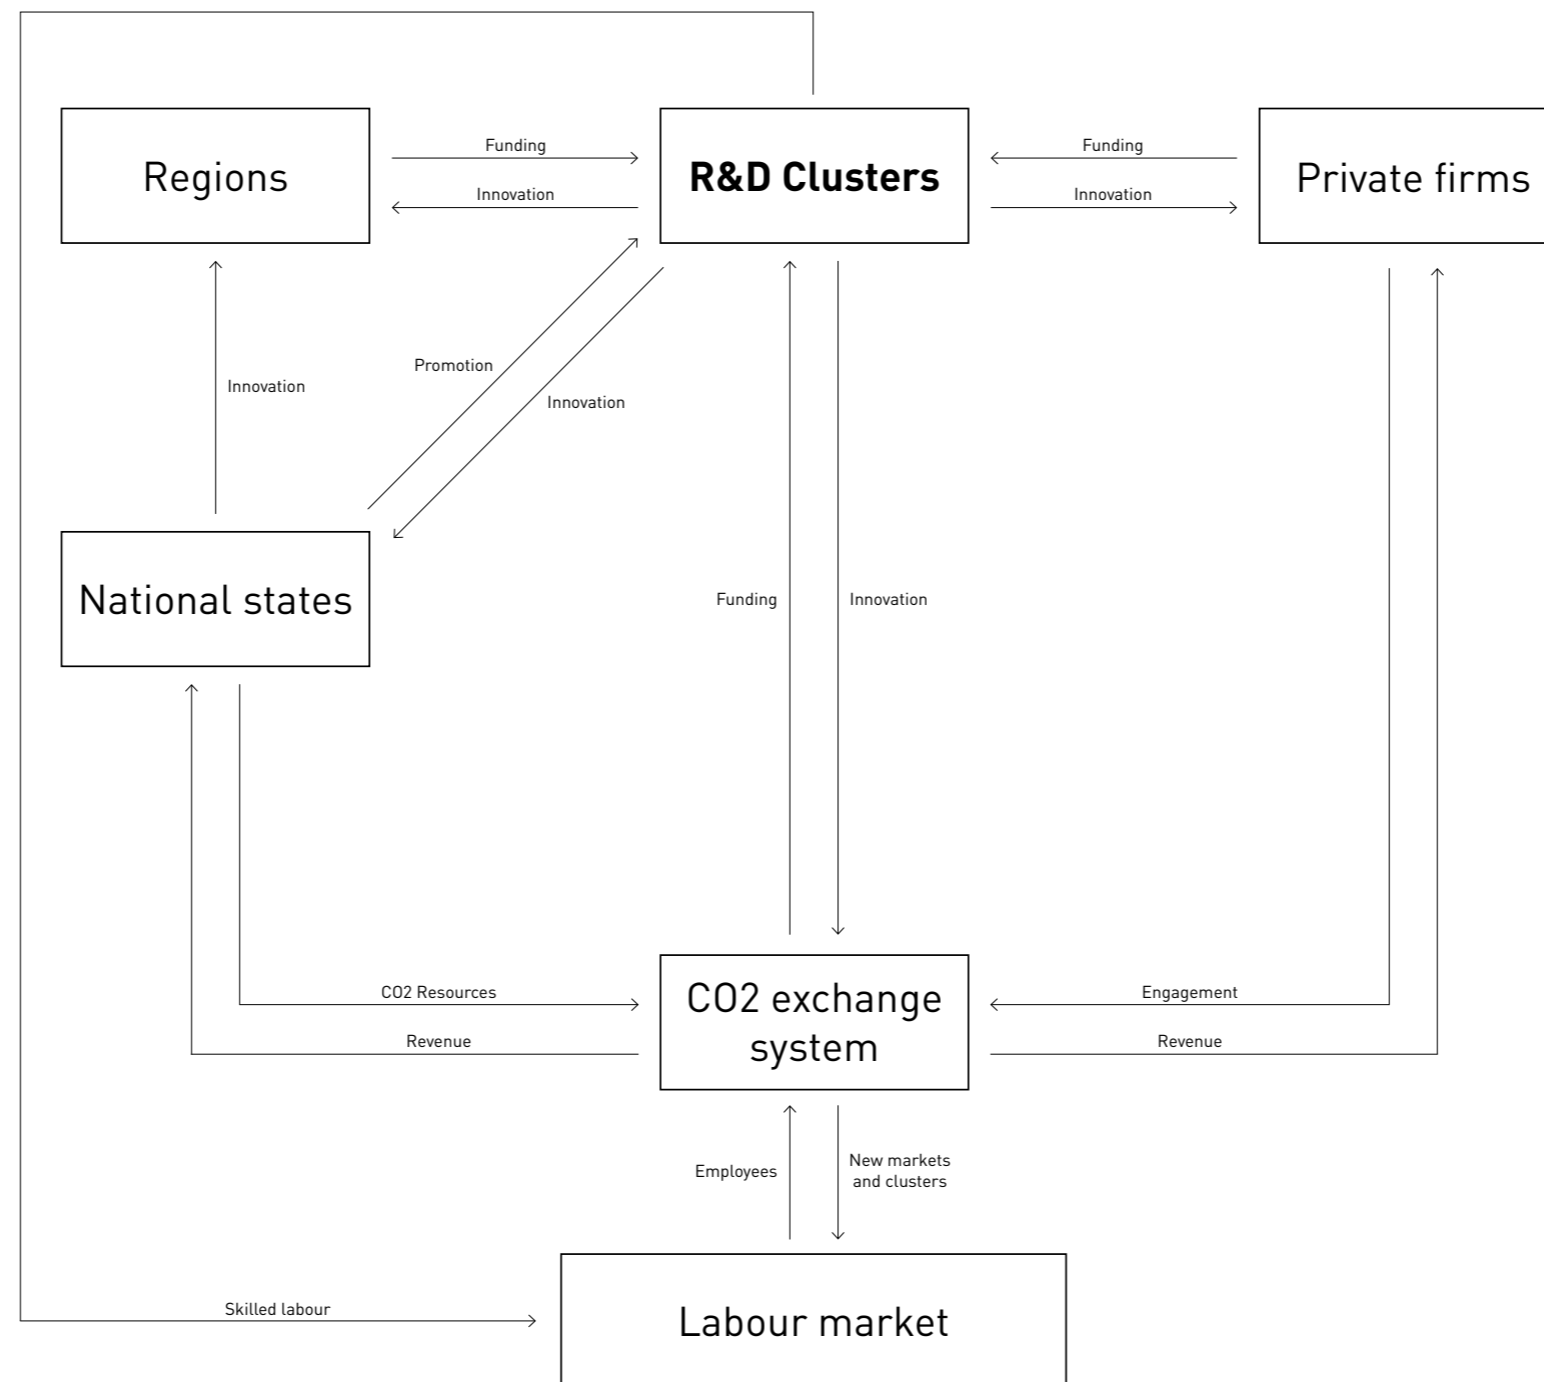 Regions
Funding
R&D Clusters
Funding
Private firms
Innovation
Innovation
Promotion
Innovation
Innovation
National states
Funding
Innovation
CO2 Resources
CO2 exchange
system
Engagement
Revenue
Revenue
Employees
New markets
and clusters
Skilled labour
Labour market